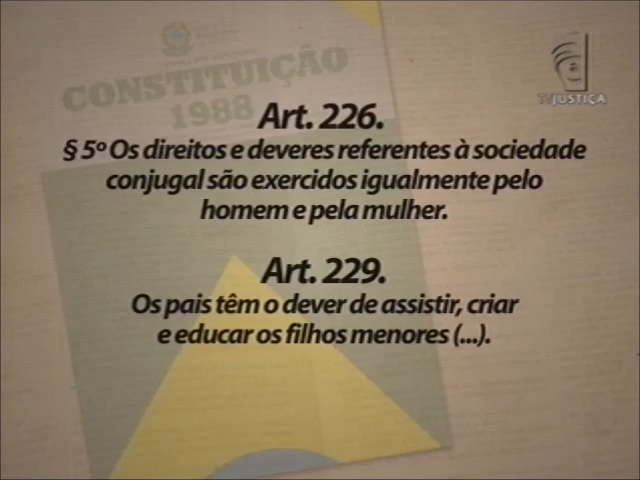 CONSTITUIÇÃO
1988
TV JUSTIÇA
Art. 226.
§ 5º Os direitos e deveres referentes à sociedade
conjugal são exercidos igualmente pelo
homem e pela mulher.
Art. 229.
Os pais têm o dever de assistir, criar
e educar os filhos menores (...).